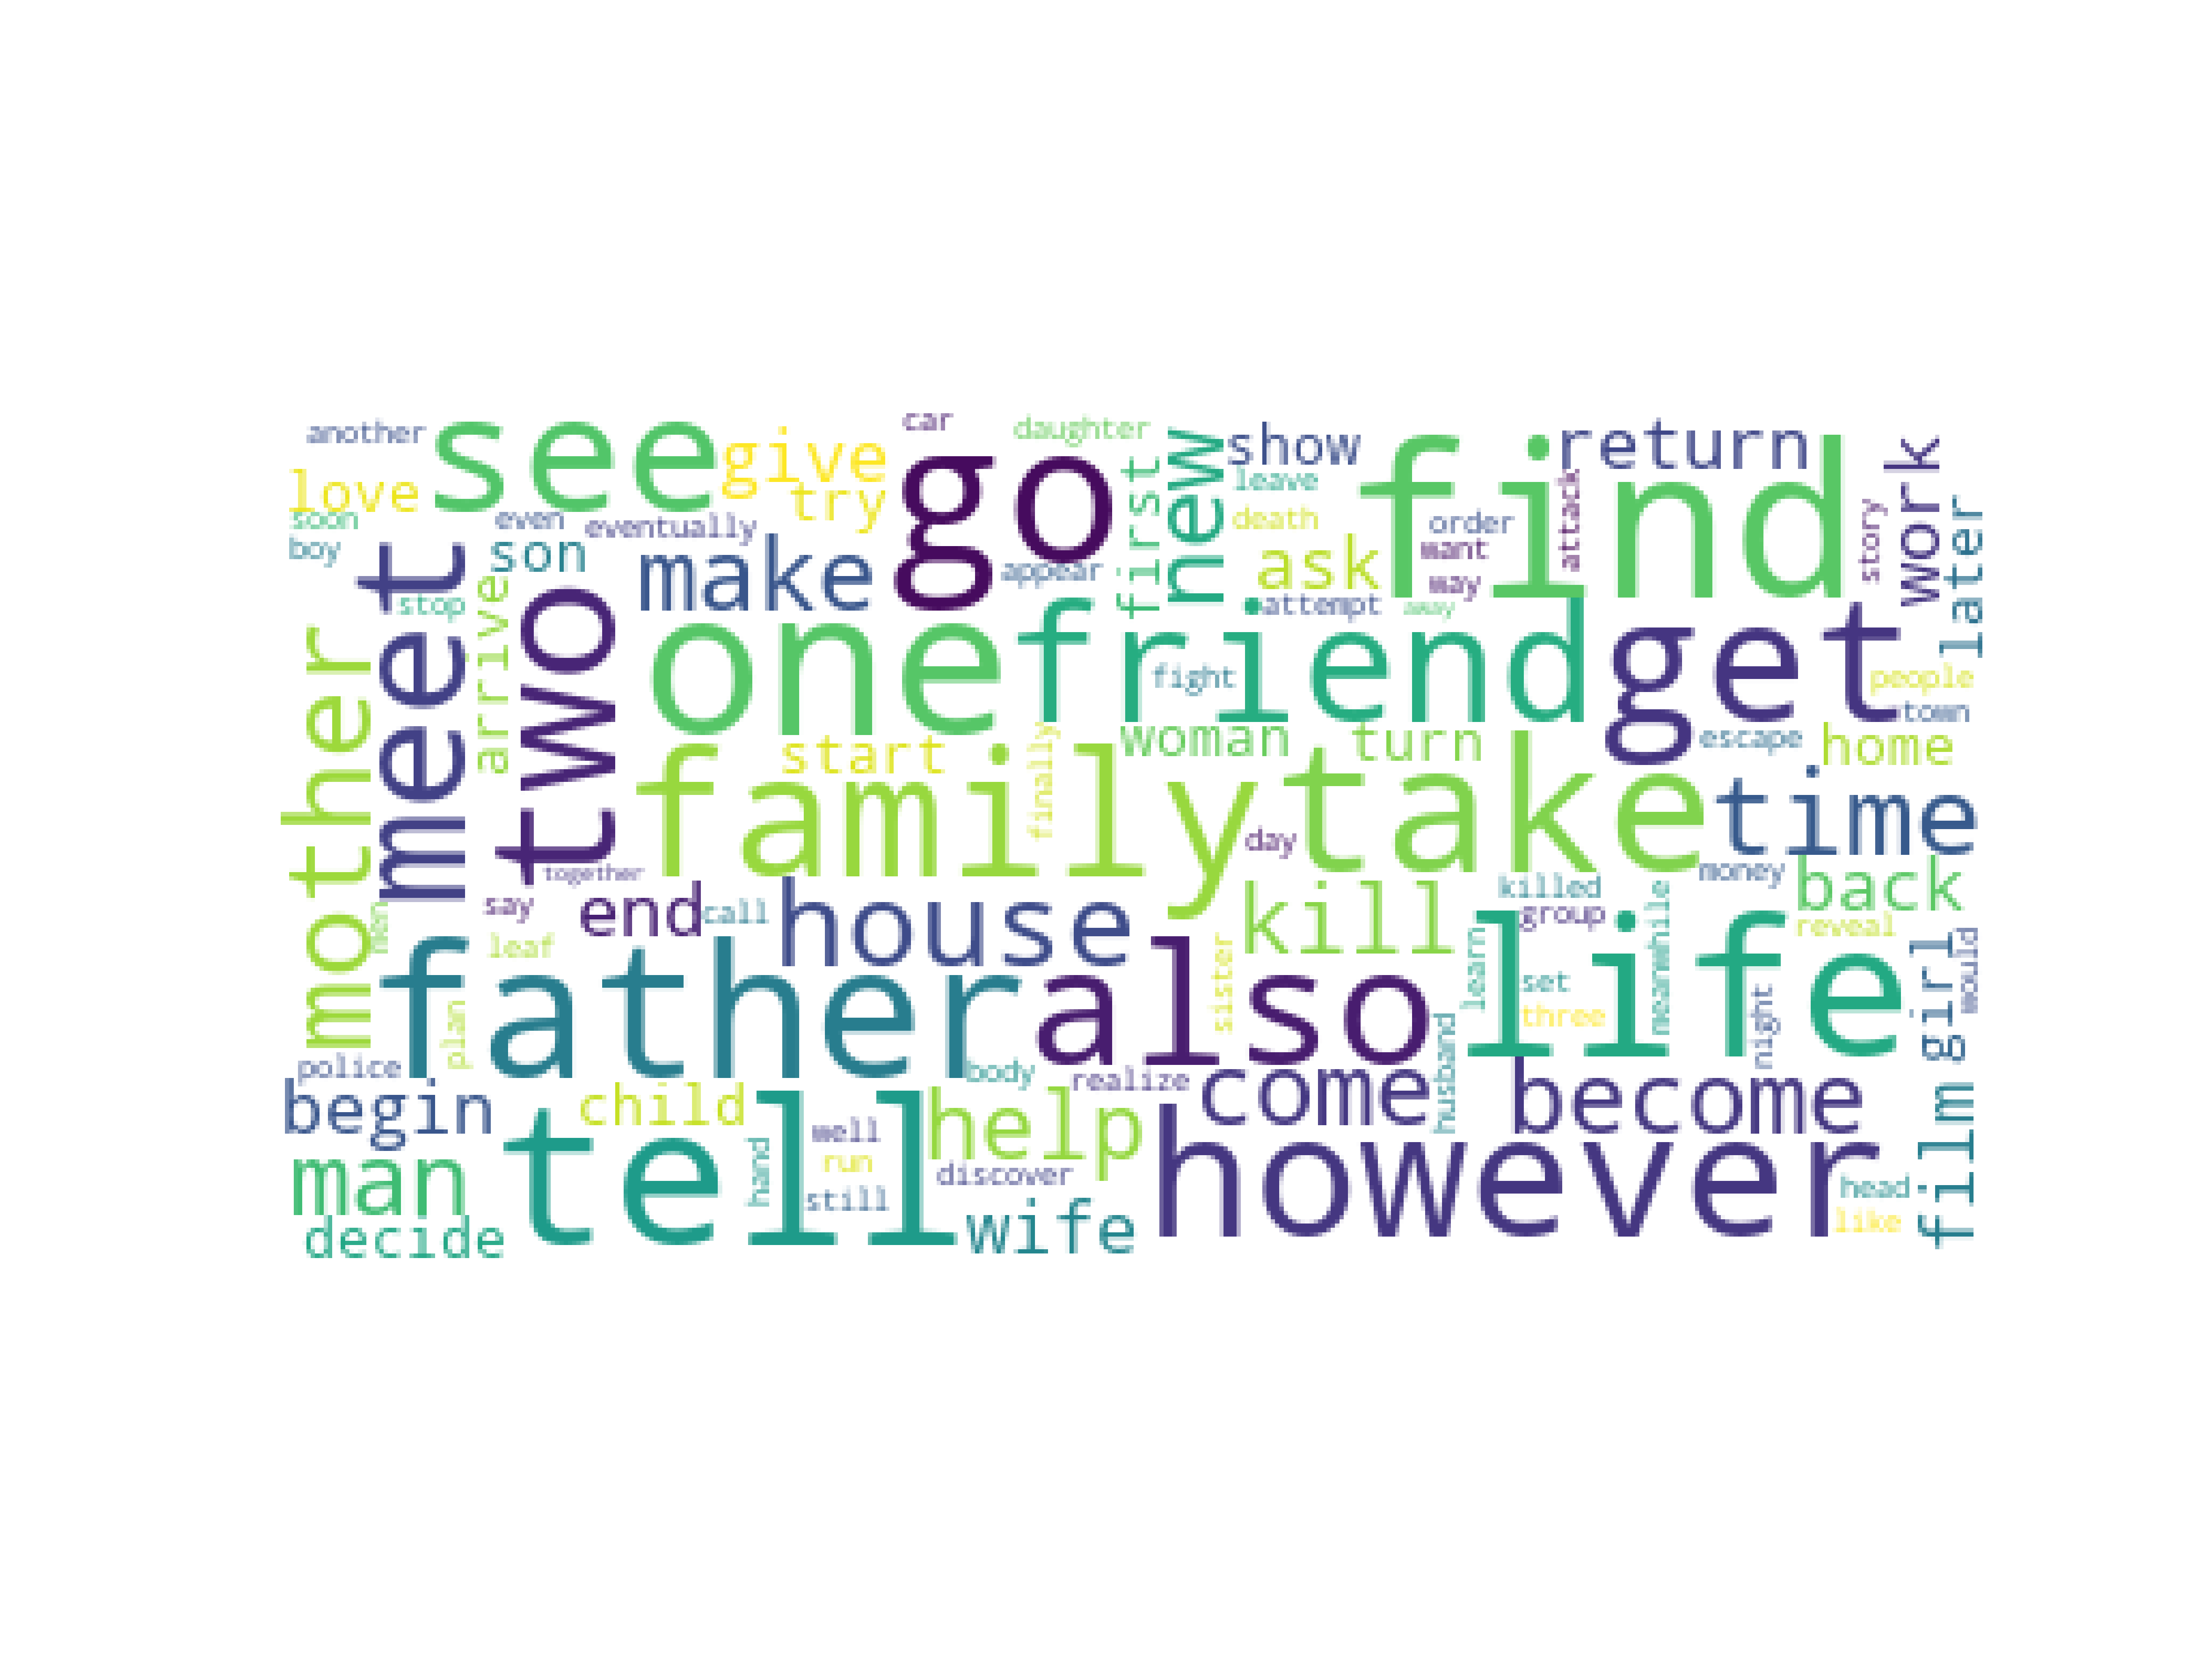 another
see
give
car
daughter
show
return
love
try
go
first
new
leave
find
work
soon
even
eventually
death
order
attack
story
later
boy
son
make
appear
ask
want
way
meet
stop
arrive
two
one
friend
attempt
away
get
mother
fight
people
town
start
finally
woman
turn
escape
home
family
take
time
day
together
money
back
say
end
call
house
kill
killed
group
meanwhile
reveal
men
leaf
father
also
sister
learn
life
set
three
night
girl
would
plan
police
body
realize
come
husband
become
begin
child
help
however
film
tell
hand
well
run
still
discover
man
decide
wife
head
like